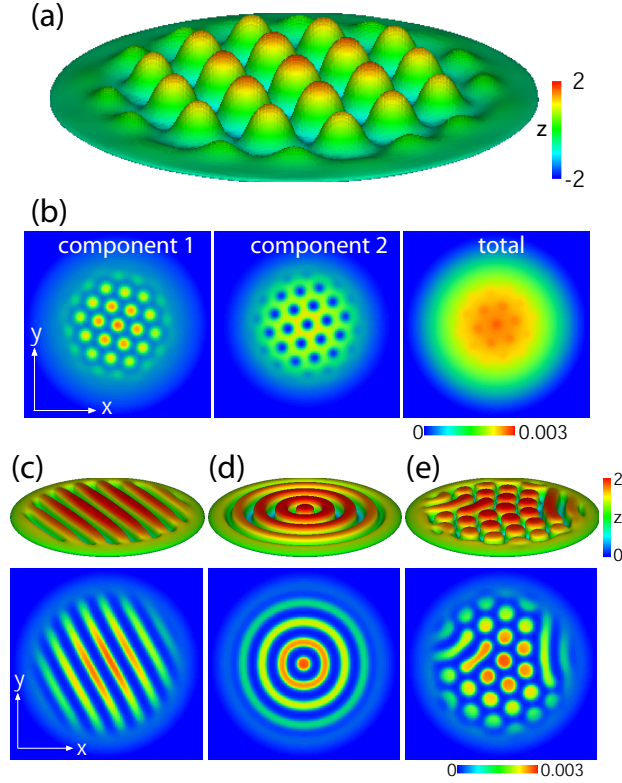 (a)
2
z
-2
(b)
component 1 component 2 total
y
x
0 0.003
(c) (d) (e)
2
z
0
y
x
0 0.003